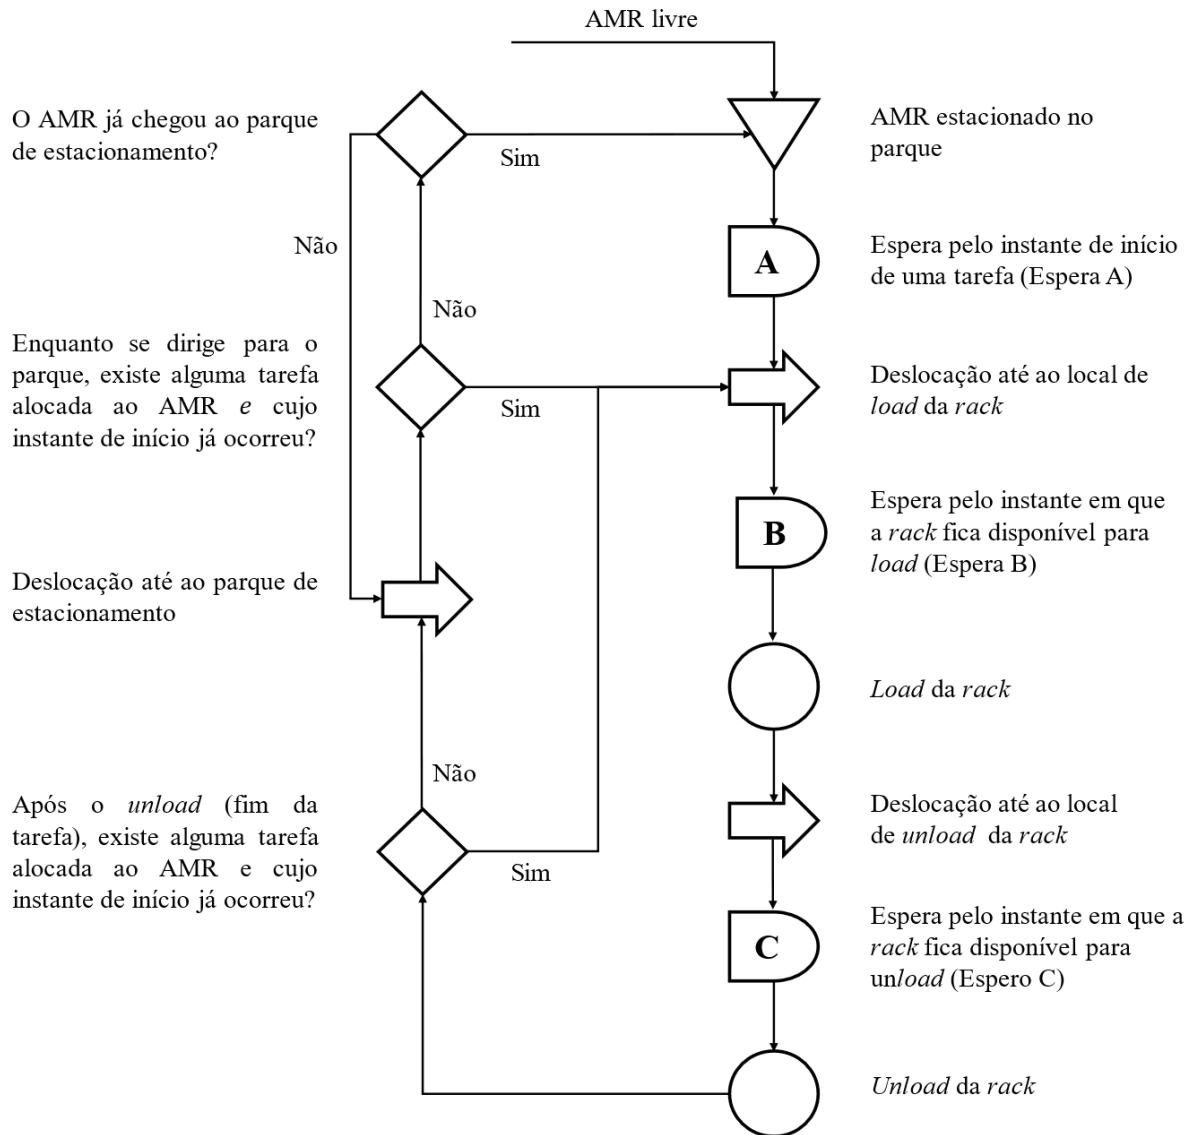 AMR livre
O AMR já chegou ao parque
de estacionamento?
Sim
AMR estacionado no
parque
Não
A
Espera pelo instante de início
de uma tarefa (Espera A)
Não
Enquanto se dirige para o
parque, existe alguma tarefa
alocada ao AMR e cujo
instante de início já ocorreu?
Sim
Deslocação até ao local de
load da rack
B
Espera pelo instante em que
a rack fica disponível para
load (Espera B)
Deslocação até ao parque de
estacionamento
Load da rack
Não
Após o unload (fim da
tarefa), existe alguma tarefa
alocada ao AMR e cujo
instante de início já ocorreu?
Sim
Deslocação até ao local
de unload da rack
C
Espera pelo instante em que a
rack fica disponível para
unload (Espero C)
Unload da rack